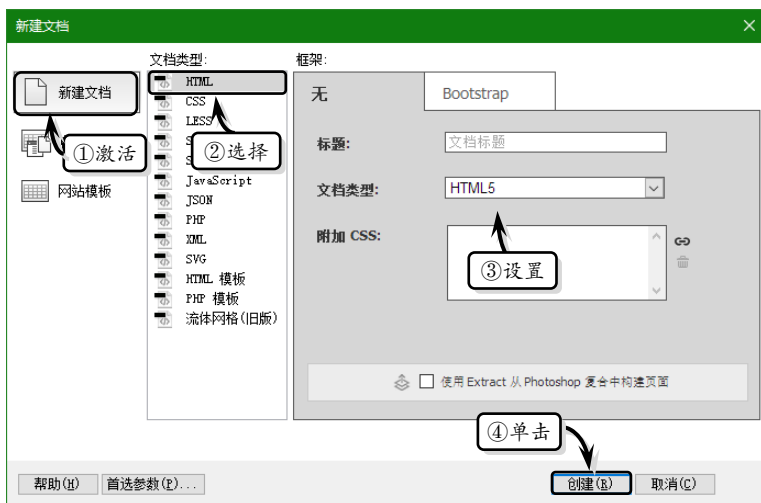 新建文档
文档类型:
框架:
新建文档
网站模板
①激活
HTML
CSS
LESS
S
S
JavaScript
JSON
PHP
XML
SVG
HTML 模板
PHP 模板
流体网格(旧版)
②选择
无
Bootstrap
标题:
文档标题
文档类型:
HTML5
附加 CSS:
③设置
使用 Extract 从 Photoshop 复合中构建页面
④单击
帮助(H)
首选参数(P)...
创建(R)
取消(C)